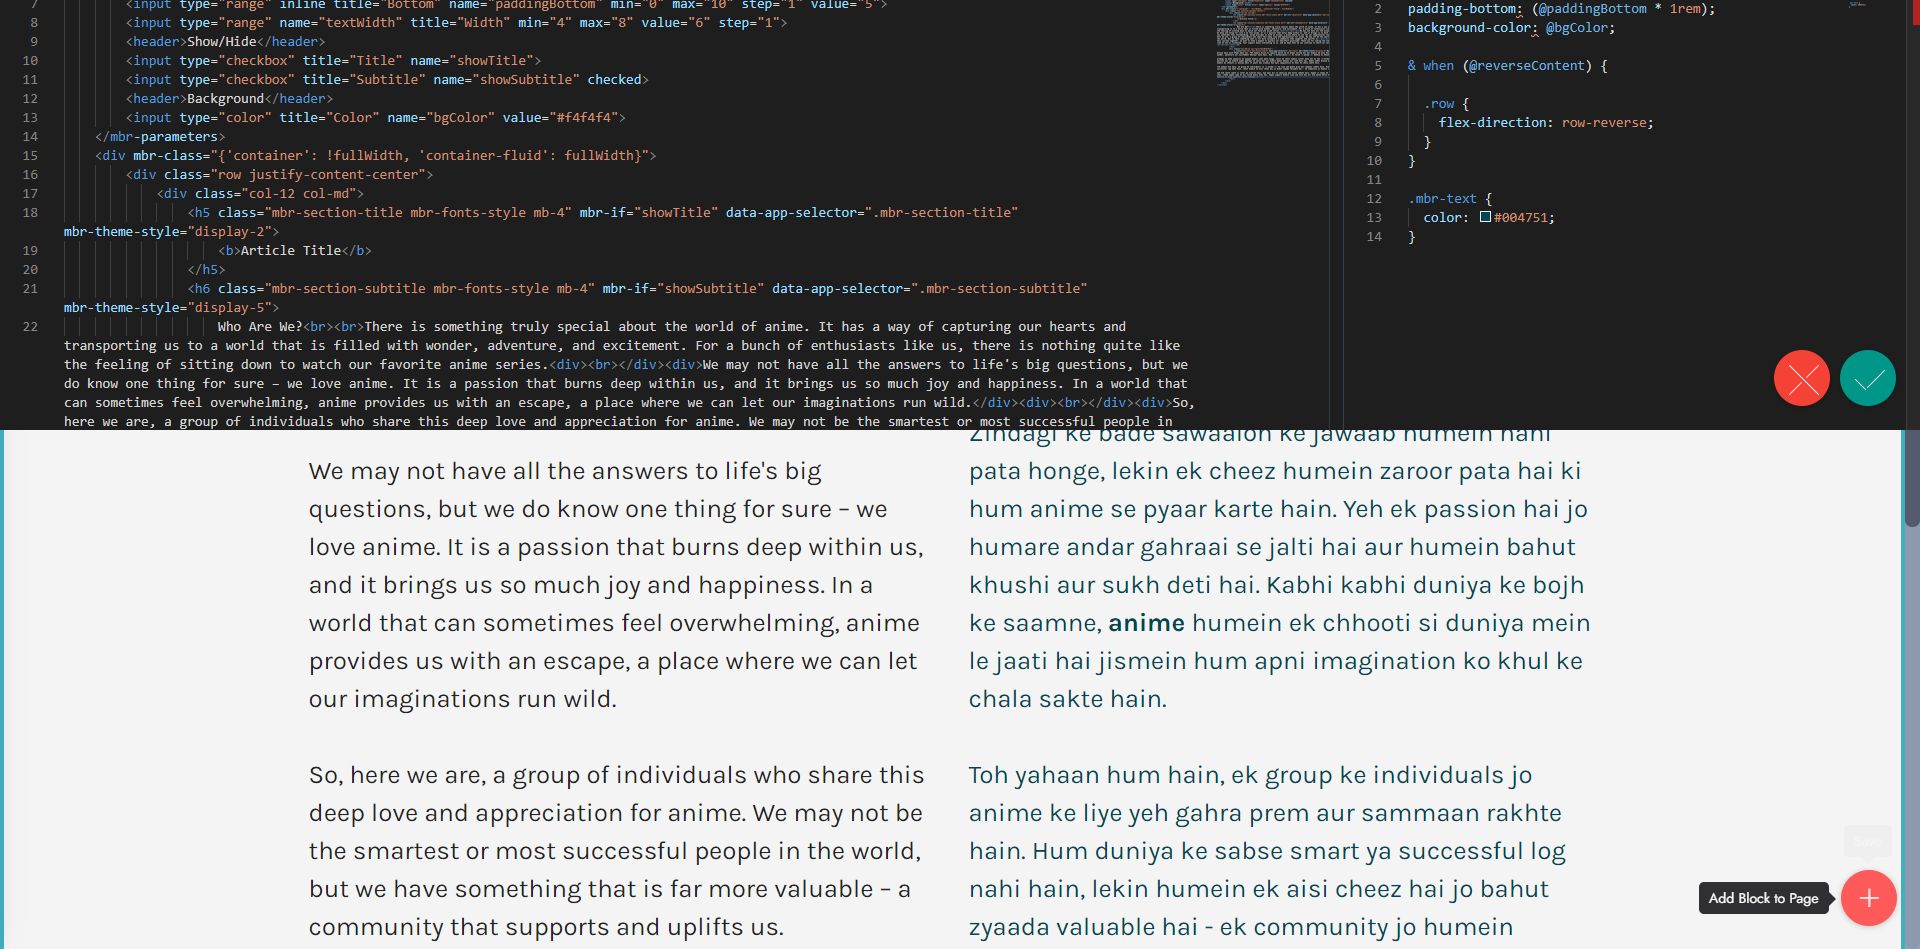 7 <input type="range" inline title="Bottom" name="paddingBottom" min="0" max="10" step="1" value="5">
8 <input type="range" name="textWidth" title="Width" min="4" max="8" value="6" step="1">
9 <header>Show/Hide</header>
10 <input type="checkbox" title="Title" name="showTitle">
11 <input type="checkbox" title="Subtitle" name="showSubtitle" checked>
12 <header>Background</header>
13 <input type="color" title="Color" name="bgColor" value="#f4f4f4">
14 </mbr-parameters>
15 <div mbr-class="{'container': !fullWidth, 'container-fluid': fullWidth}">
16 <div class="row justify-content-center">
17 <div class="col-12 col-md">
18 <h5 class="mbr-section-title mbr-fonts-style mb-4" mbr-if="showTitle" data-app-selector=".mbr-section-title"
mbr-theme-style="display-2">
19 <b>Article Title</b>
20 </h5>
21 <h6 class="mbr-section-subtitle mbr-fonts-style mb-4" mbr-if="showSubtitle" data-app-selector=".mbr-section-subtitle"
mbr-theme-style="display-5">
22 Who Are We?<br><br>There is something truly special about the world of anime. It has a way of capturing our hearts and
transporting us to a world that is filled with wonder, adventure, and excitement. For a bunch of enthusiasts like us, there is nothing quite like
the feeling of sitting down to watch our favorite anime series.<div><br></div><div>We may not have all the answers to life's big questions, but we
do know one thing for sure – we love anime. It is a passion that burns deep within us, and it brings us so much joy and happiness. In a world that
can sometimes feel overwhelming, anime provides us with an escape, a place where we can let our imaginations run wild.</div><div><br></div><div>So,
here we are, a group of individuals who share this deep love and appreciation for anime. We may not be the smartest or most successful people in
2 padding-bottom: (@paddingBottom * 1rem);
3 background-color: @bgColor;
4
5 & when (@reverseContent) {
6
7 .row {
8 flex-direction: row-reverse;
9 }
10 }
11
12 .mbr-text {
13 color: #004751;
14 }
We may not have all the answers to life's big
questions, but we do know one thing for sure – we
love anime. It is a passion that burns deep within us,
and it brings us so much joy and happiness. In a
world that can sometimes feel overwhelming, anime
provides us with an escape, a place where we can let
our imaginations run wild.
So, here we are, a group of individuals who share this
deep love and appreciation for anime. We may not be
the smartest or most successful people in the world,
but we have something that is far more valuable – a
community that supports and uplifts us.
Zindagi ke bade sawaalon ke jawaab humein nahi
pata honge, lekin ek cheez humein zaroor pata hai ki
hum anime se pyaar karte hain. Yeh ek passion hai jo
humare andar gahraai se jalti hai aur humein bahut
khushi aur sukh deti hai. Kabhi kabhi duniya ke bojh
ke saamne, anime humein ek chhooti si duniya mein
le jaati hai jismein hum apni imagination ko khul ke
chala sakte hain.
Toh yahaan hum hain, ek group ke individuals jo
anime ke liye yeh gahra prem aur sammaan rakhte
hain. Hum duniya ke sabse smart ya successful log
nahi hain, lekin humein ek aisi cheez hai jo bahut
zyaada valuable hai - ek community jo humein
Add Block to Page